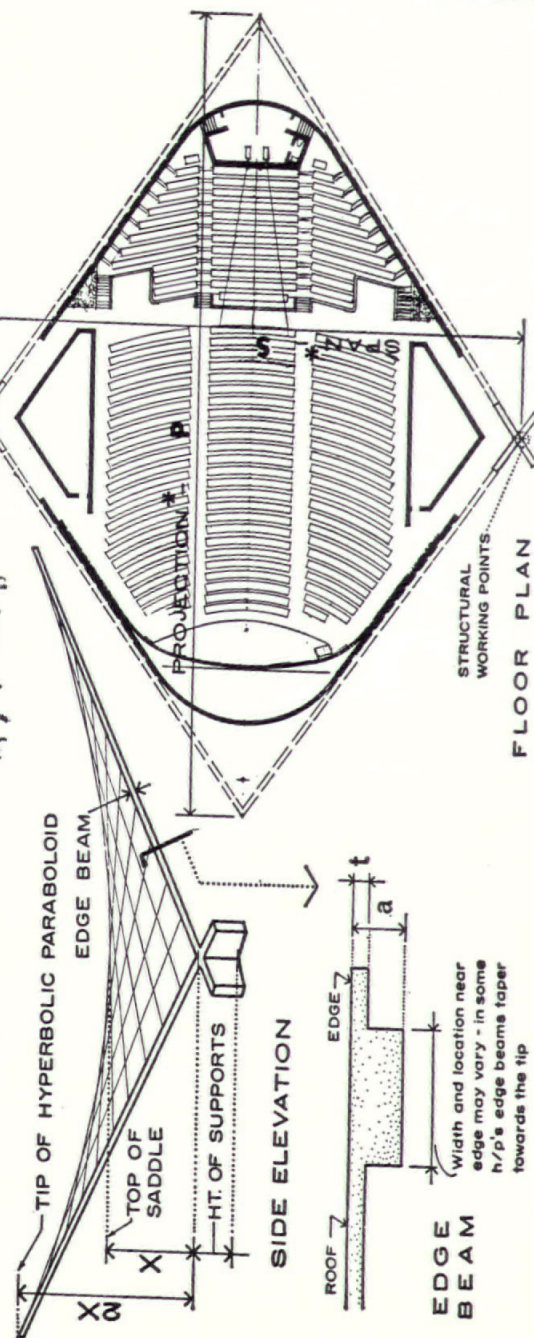 TIP OF HYPERBOLIC PARABOLOID
EDGE BEAM
2X
X
TOP OF
SADDLE
HT. OF SUPPORTS
SIDE ELEVATION
ROOF
EDGE
t
a
Width and location near
edge may vary - in some
h/p's edge beams taper
towards the tip
EDGE
BEAM
P
PROJECTION*
S
SPAN*
STRUCTURAL
WORKING POINTS
FLOOR PLAN